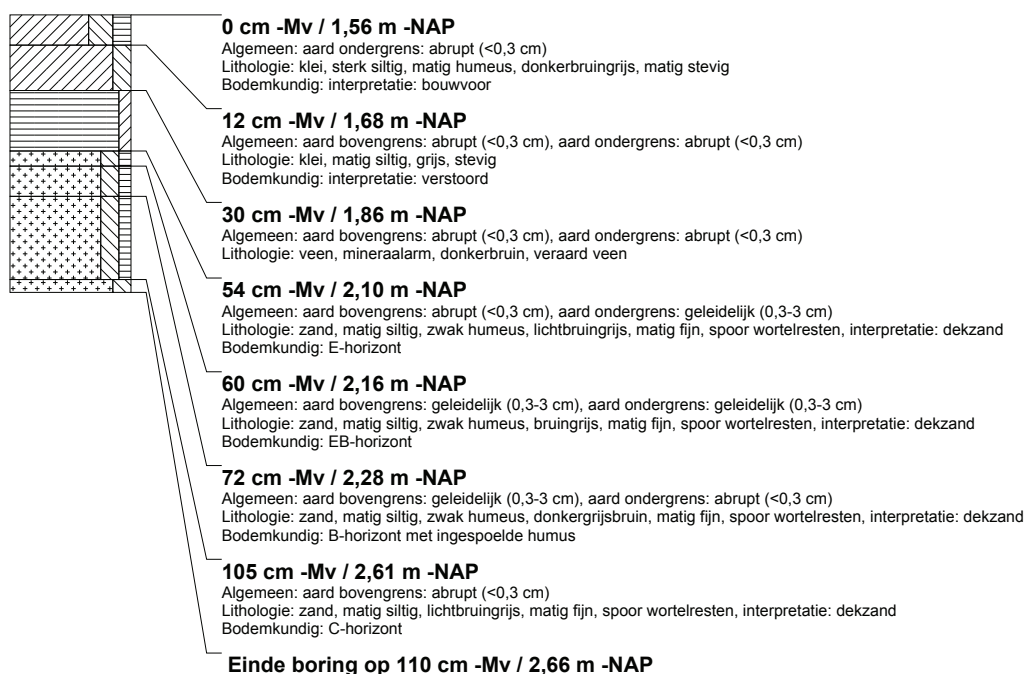 0 cm -Mv / 1,56 m -NAP
Algemeen: aard ondergrens: abrupt (<0,3 cm)
Lithologie: klei, sterk siltig, matig humeus, donkerbruingrijs, matig stevig
Bodemkundig: interpretatie: bouwvoor
12 cm -Mv / 1,68 m -NAP
Algemeen: aard bovengrens: abrupt (<0,3 cm), aard ondergrens: abrupt (<0,3 cm)
Lithologie: klei, matig siltig, grijs, stevig
Bodemkundig: interpretatie: verstoord
30 cm -Mv / 1,86 m -NAP
Algemeen: aard bovengrens: abrupt (<0,3 cm), aard ondergrens: abrupt (<0,3 cm)
Lithologie: veen, mineraalarm, donkerbruin, veraard veen
54 cm -Mv / 2,10 m -NAP
Algemeen: aard bovengrens: abrupt (<0,3 cm), aard ondergrens: geleidelijk (0,3-3 cm)
Lithologie: zand, matig siltig, zwak humeus, lichtbruingrijs, matig fijn, spoor wortelresten, interpretatie: dekzand
Bodemkundig: E-horizont
60 cm -Mv / 2,16 m -NAP
Algemeen: aard bovengrens: geleidelijk (0,3-3 cm), aard ondergrens: geleidelijk (0,3-3 cm)
Lithologie: zand, matig siltig, zwak humeus, bruingrijs, matig fijn, spoor wortelresten, interpretatie: dekzand
Bodemkundig: EB-horizont
72 cm -Mv / 2,28 m -NAP
Algemeen: aard bovengrens: geleidelijk (0,3-3 cm), aard ondergrens: abrupt (<0,3 cm)
Lithologie: zand, matig siltig, zwak humeus, donkergrijsbruin, matig fijn, spoor wortelresten, interpretatie: dekzand
Bodemkundig: B-horizont met ingespoelde humus
105 cm -Mv / 2,61 m -NAP
Algemeen: aard bovengrens: abrupt (<0,3 cm)
Lithologie: zand, matig siltig, lichtbruingrijs, matig fijn, spoor wortelresten, interpretatie: dekzand
Bodemkundig: C-horizont
Einde boring op 110 cm -Mv / 2,66 m -NAP